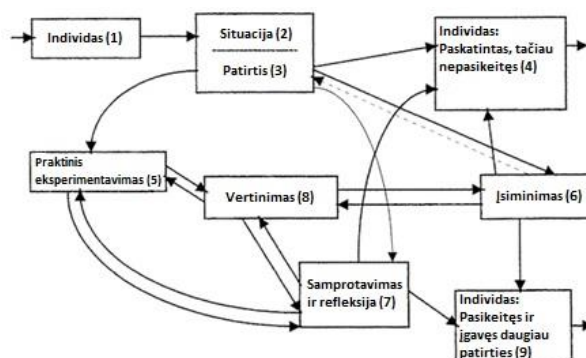 Individas (1)
Situacija (2)
Patirtis (3)
Individas:
Paskatintas, tačiau
nepasikeitęs (4)
Praktinis
eksperimentavimas (5)
Vertinimas (8)
Įsiminimas (6)
Samprotavimas
ir refleksija (7)
Individas:
Pasikeitęs ir
įgavęs daugiau
patirties (9)